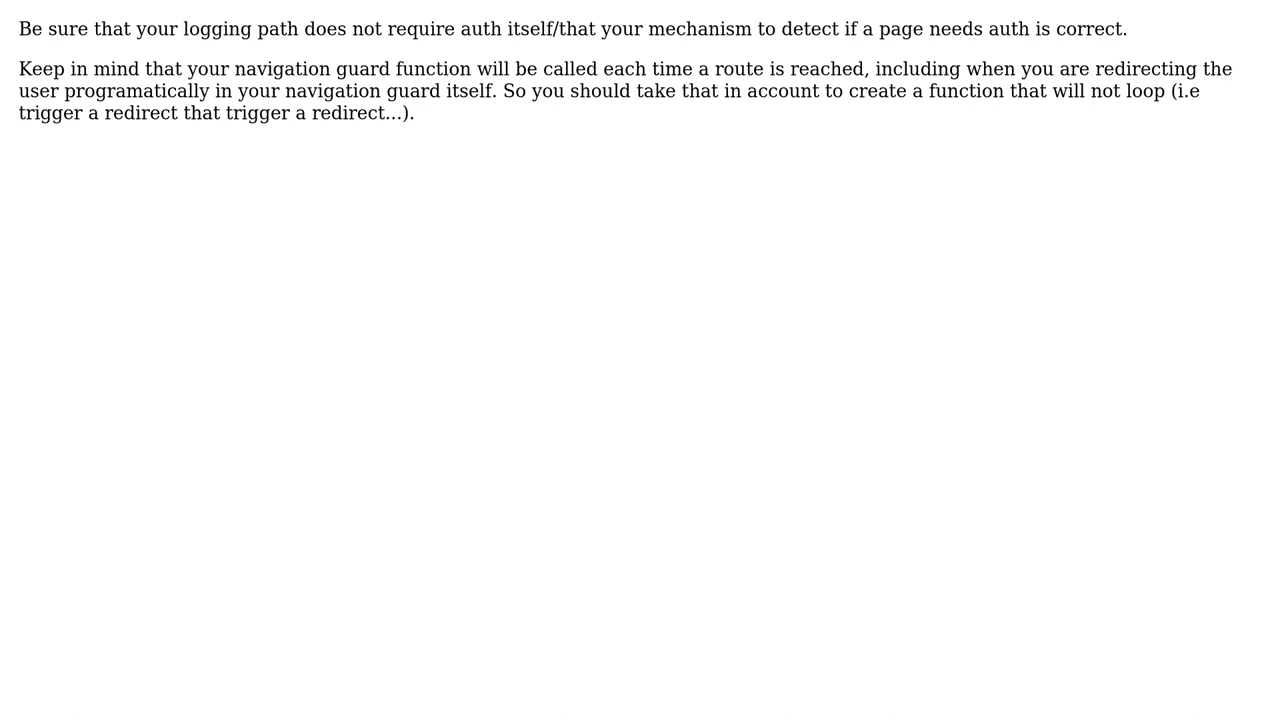 Be sure that your logging path does not require auth itself/that your mechanism to detect if a page needs auth is correct.
Keep in mind that your navigation guard function will be called each time a route is reached, including when you are redirecting the
user programatically in your navigation guard itself. So you should take that in account to create a function that will not loop (i.e
trigger a redirect that trigger a redirect...).